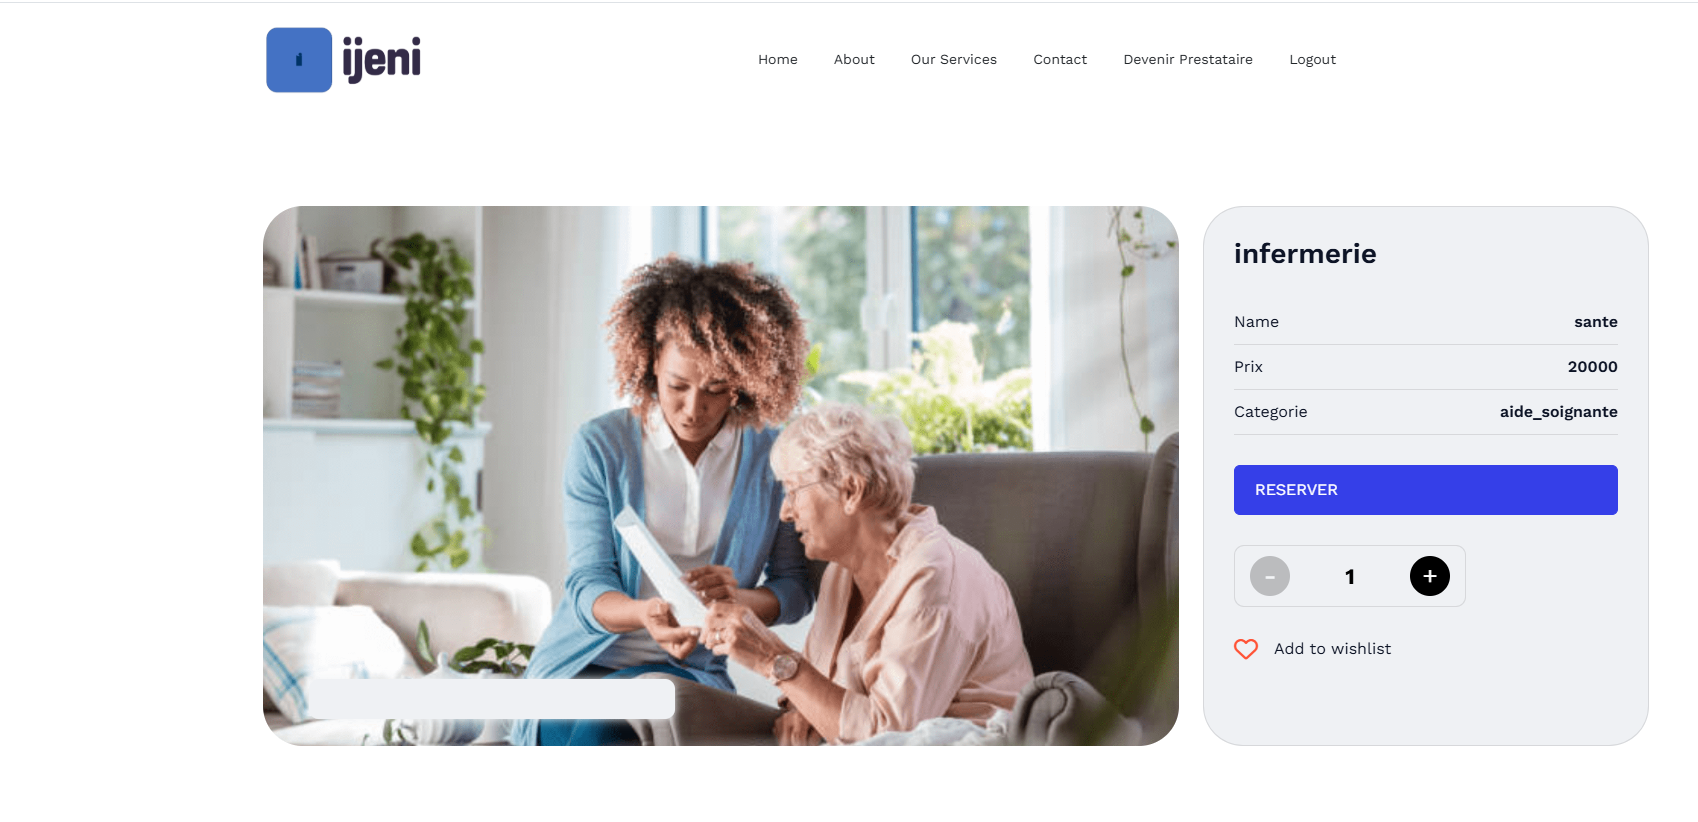 ijeni
Home About Our Services Contact Devenir Prestataire Logout
infermerie
Name sante
Prix 20000
Categorie aide_soignante
RESERVER
- 1 +
Add to wishlist